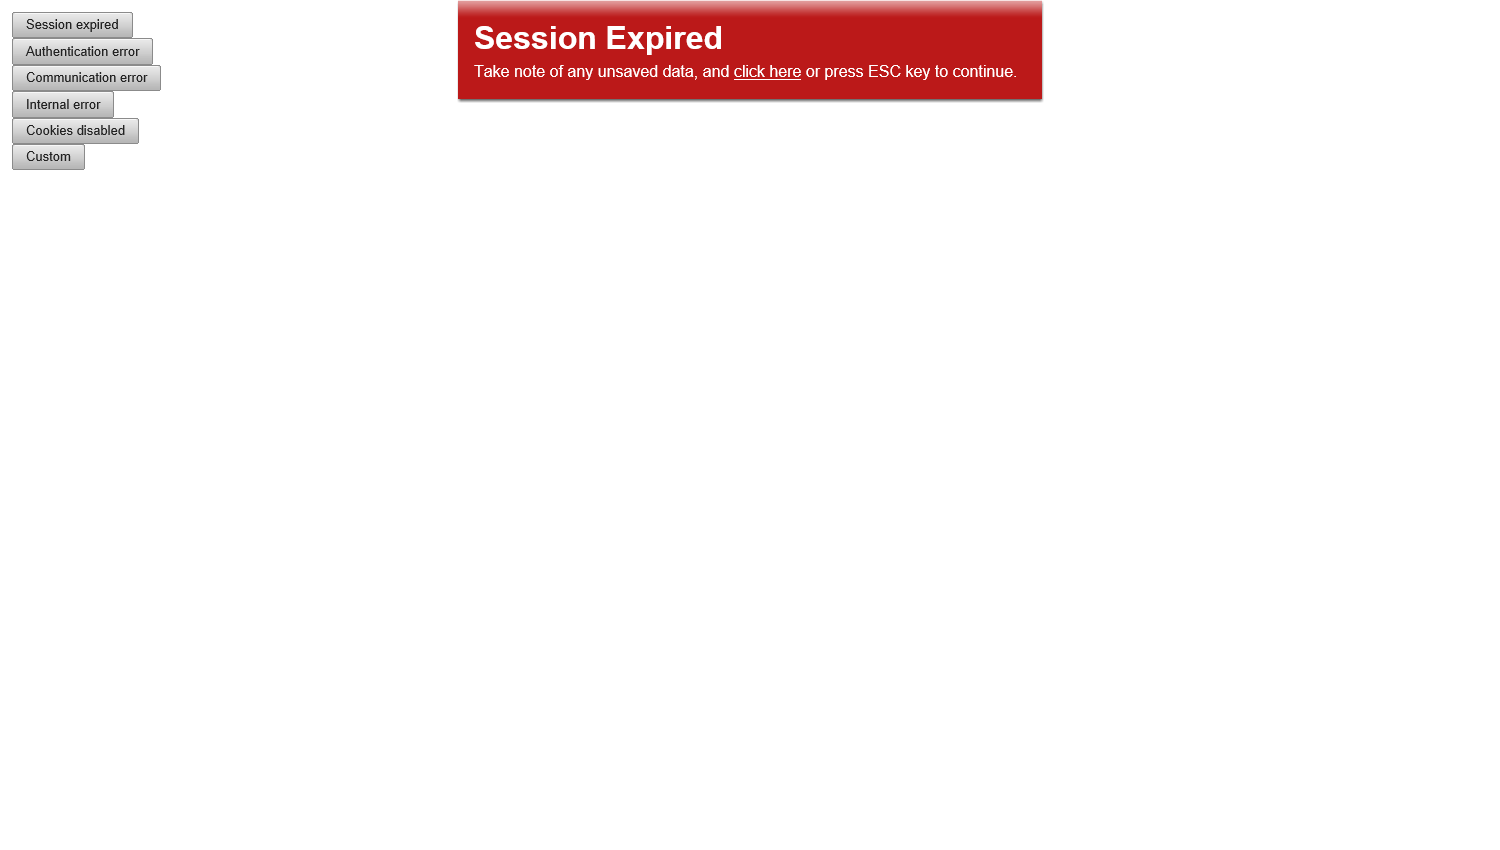 Session expired
Authentication error
Communication error
Internal error
Cookies disabled
Custom
Session Expired
Take note of any unsaved data, and click here or press ESC key to continue.